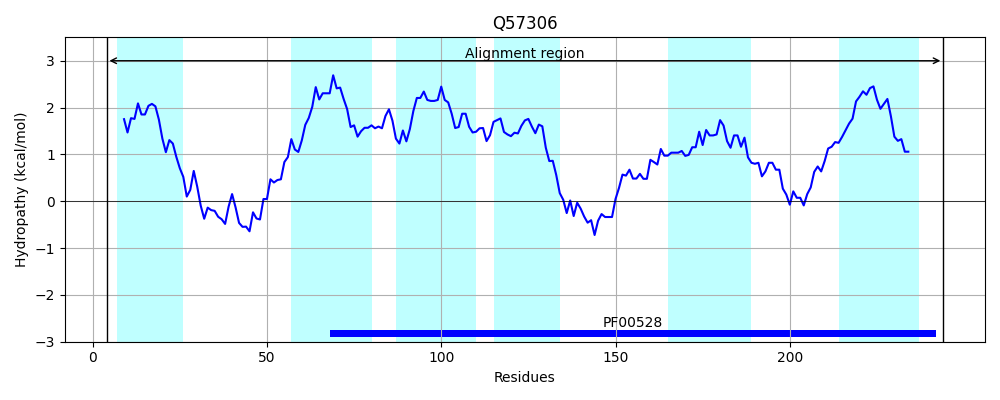 Q57306
Alignment region
Hydropathy (kcal/mol)
3
2
1
0
−1
−2
−3
PF00528
0
50
100
150
200
Residues